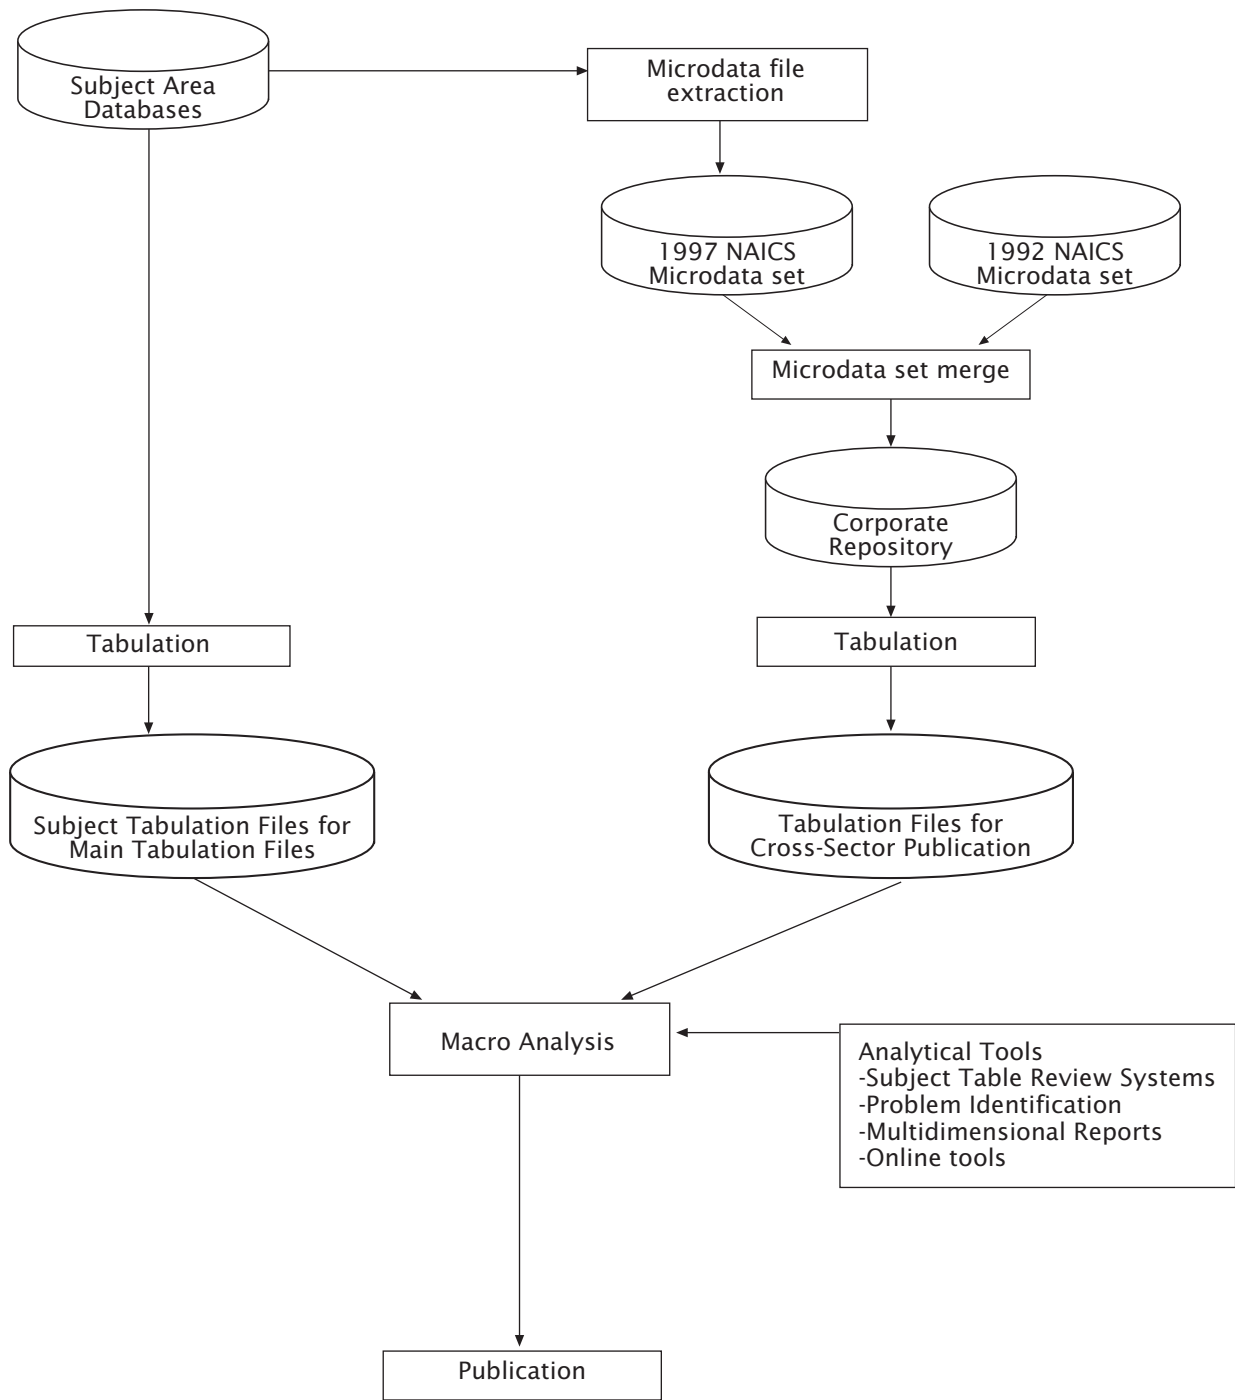 Subject Area
Databases
Microdata file
extraction
1997 NAICS
Microdata set
1992 NAICS
Microdata set
Microdata set merge
Corporate
Repository
Tabulation
Tabulation
Subject Tabulation Files for
Main Tabulation Files
Tabulation Files for
Cross-Sector Publication
Macro Analysis
Analytical Tools
-Subject Table Review Systems
-Problem Identification
-Multidimensional Reports
-Online tools
Publication